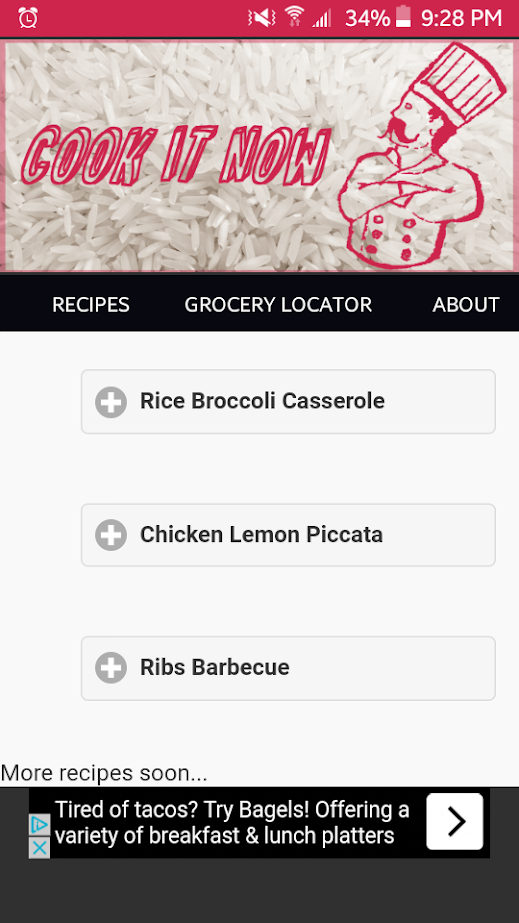 34% 9:28 PM
COOK IT NOW
RECIPES GROCERY LOCATOR ABOUT
Rice Broccoli Casserole
Chicken Lemon Piccata
Ribs Barbecue
More recipes soon...
Tired of tacos? Try Bagels! Offering a
variety of breakfast & lunch platters